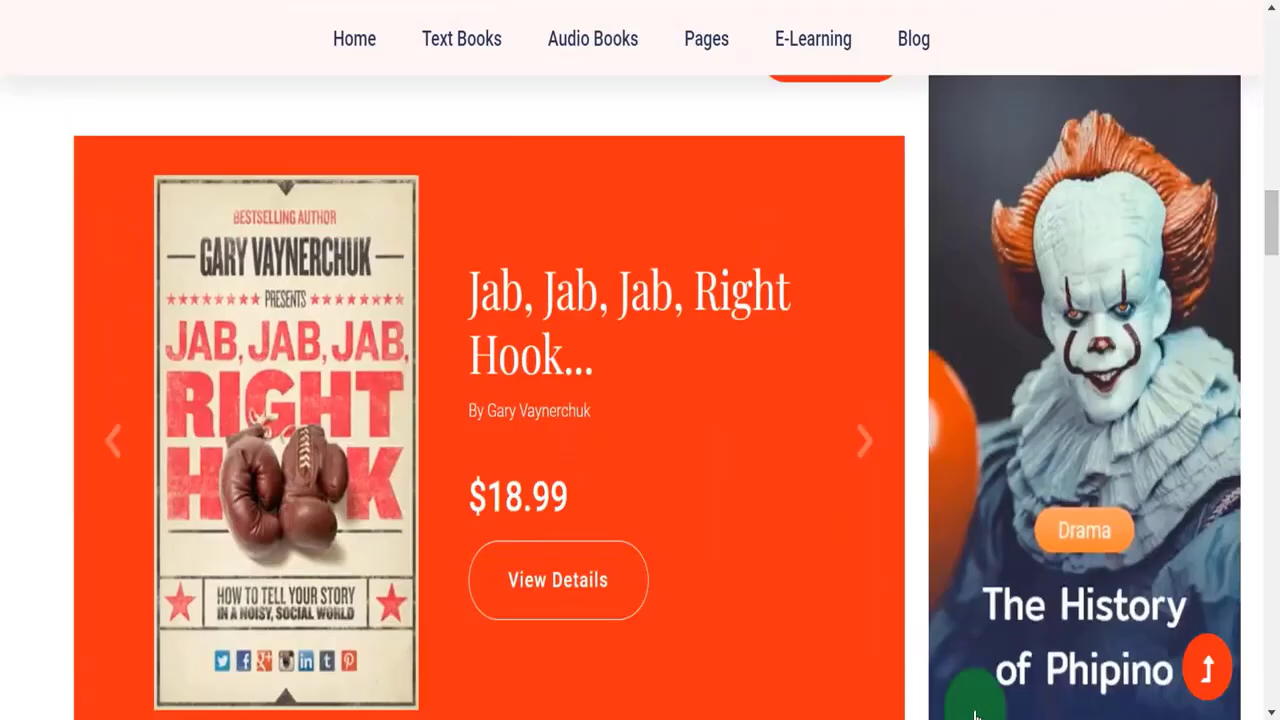 Home Text Books Audio Books Pages E-Learning Blog
BESTSELLING AUTHOR
GARY VAYNERCHUK
PRESENTS
JAB, JAB, JAB,
RIGHT
HOOK
HOW TO TELL YOUR STORY
IN A NOISY, SOCIAL WORLD
Jab, Jab, Jab, Right
Hook...
By Gary Vaynerchuk
$18.99
View Details
Drama
The History
of Phipino